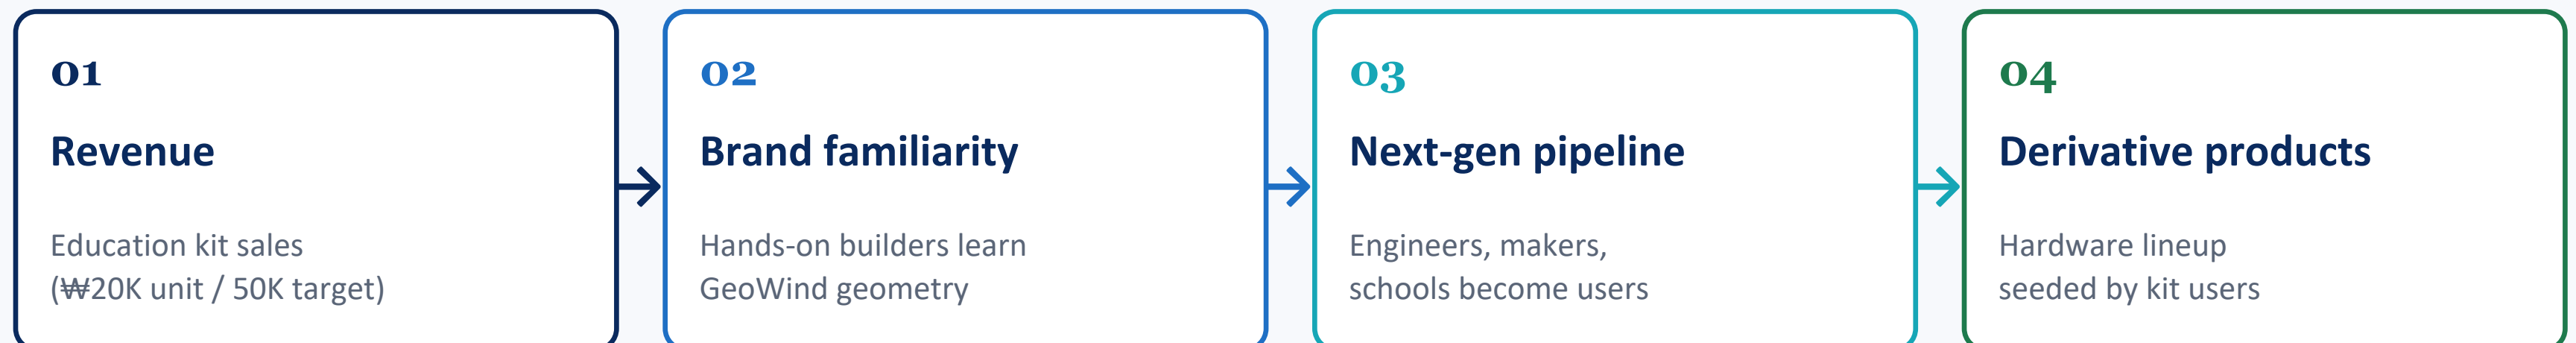 01
Revenue
Education kit sales
(₩20K unit / 50K target)
02
Brand familiarity
Hands-on builders learn
GeoWind geometry
03
Next-gen pipeline
Engineers, makers,
schools become users
04
Derivative products
Hardware lineup
seeded by kit users